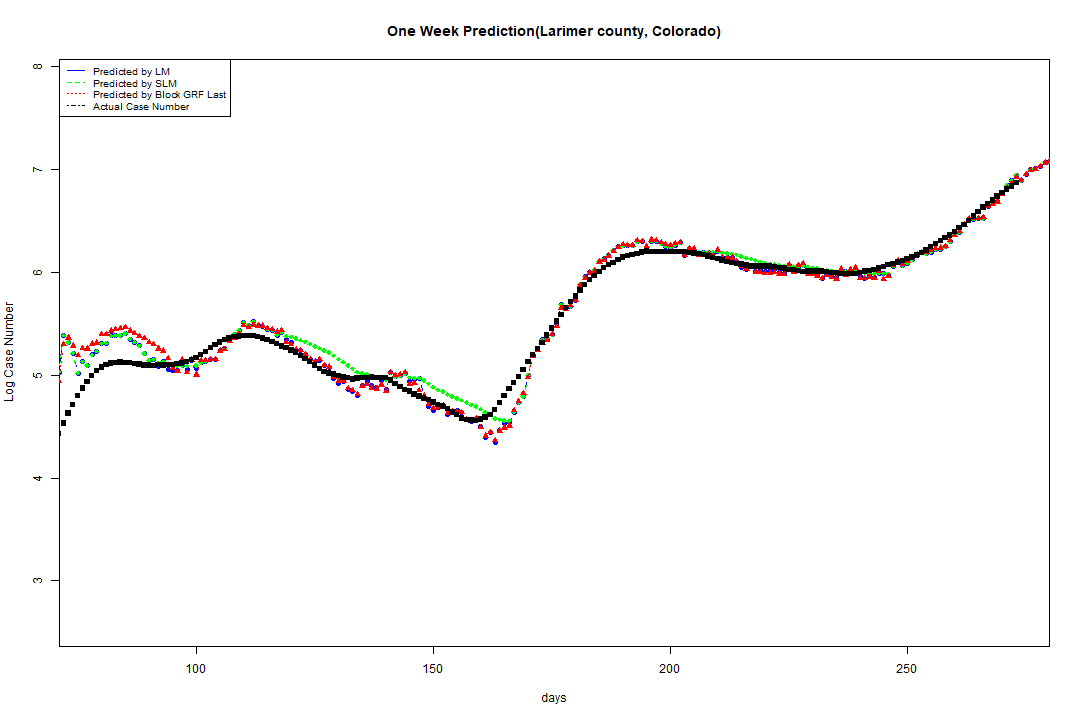 One Week Prediction(Larimer county, Colorado)
Predicted by LM
Predicted by SLM
Predicted by Block GRF Last
Actual Case Number
8
7
6
5
4
3
Log Case Number
100 150 200 250
days